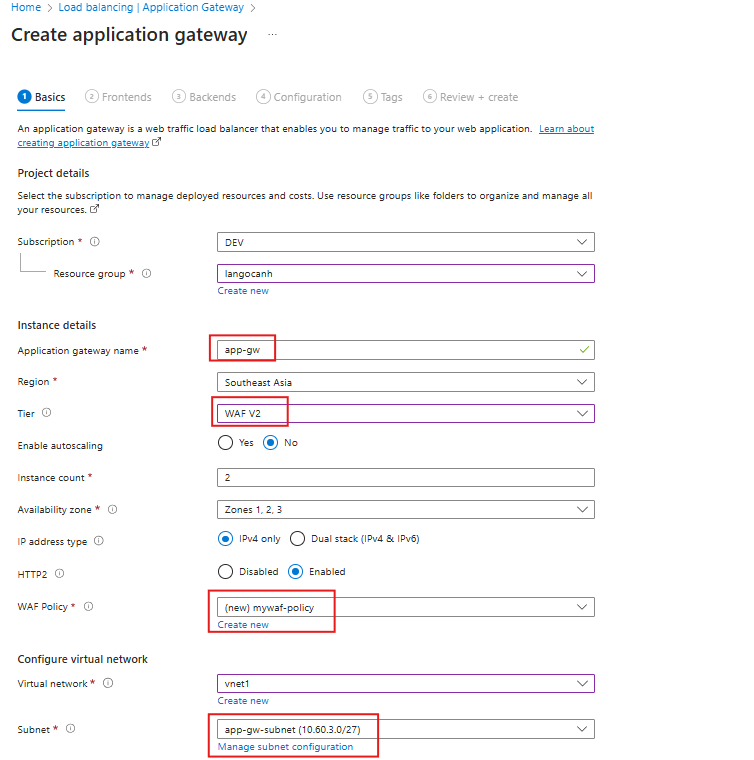 Home > Load balancing | Application Gateway >
Create application gateway ...
1 Basics 2 Frontends 3 Backends 4 Configuration 5 Tags 6 Review + create
An application gateway is a web traffic load balancer that enables you to manage traffic to your web application. Learn about
creating application gateway
Project details
Select the subscription to manage deployed resources and costs. Use resource groups like folders to organize and manage all
your resources.
Subscription * DEV
Resource group * langocanh
Create new
Instance details
Application gateway name * app-gw
Region * Southeast Asia
Tier WAF V2
Enable autoscaling Yes No
Instance count * 2
Availability zone * Zones 1, 2, 3
IP address type IPv4 only Dual stack (IPv4 & IPv6)
HTTP2 Disabled Enabled
WAF Policy * (new) mywaf-policy
Create new
Configure virtual network
Virtual network * vnet1
Create new
Subnet * app-gw-subnet (10.60.3.0/27)
Manage subnet configuration